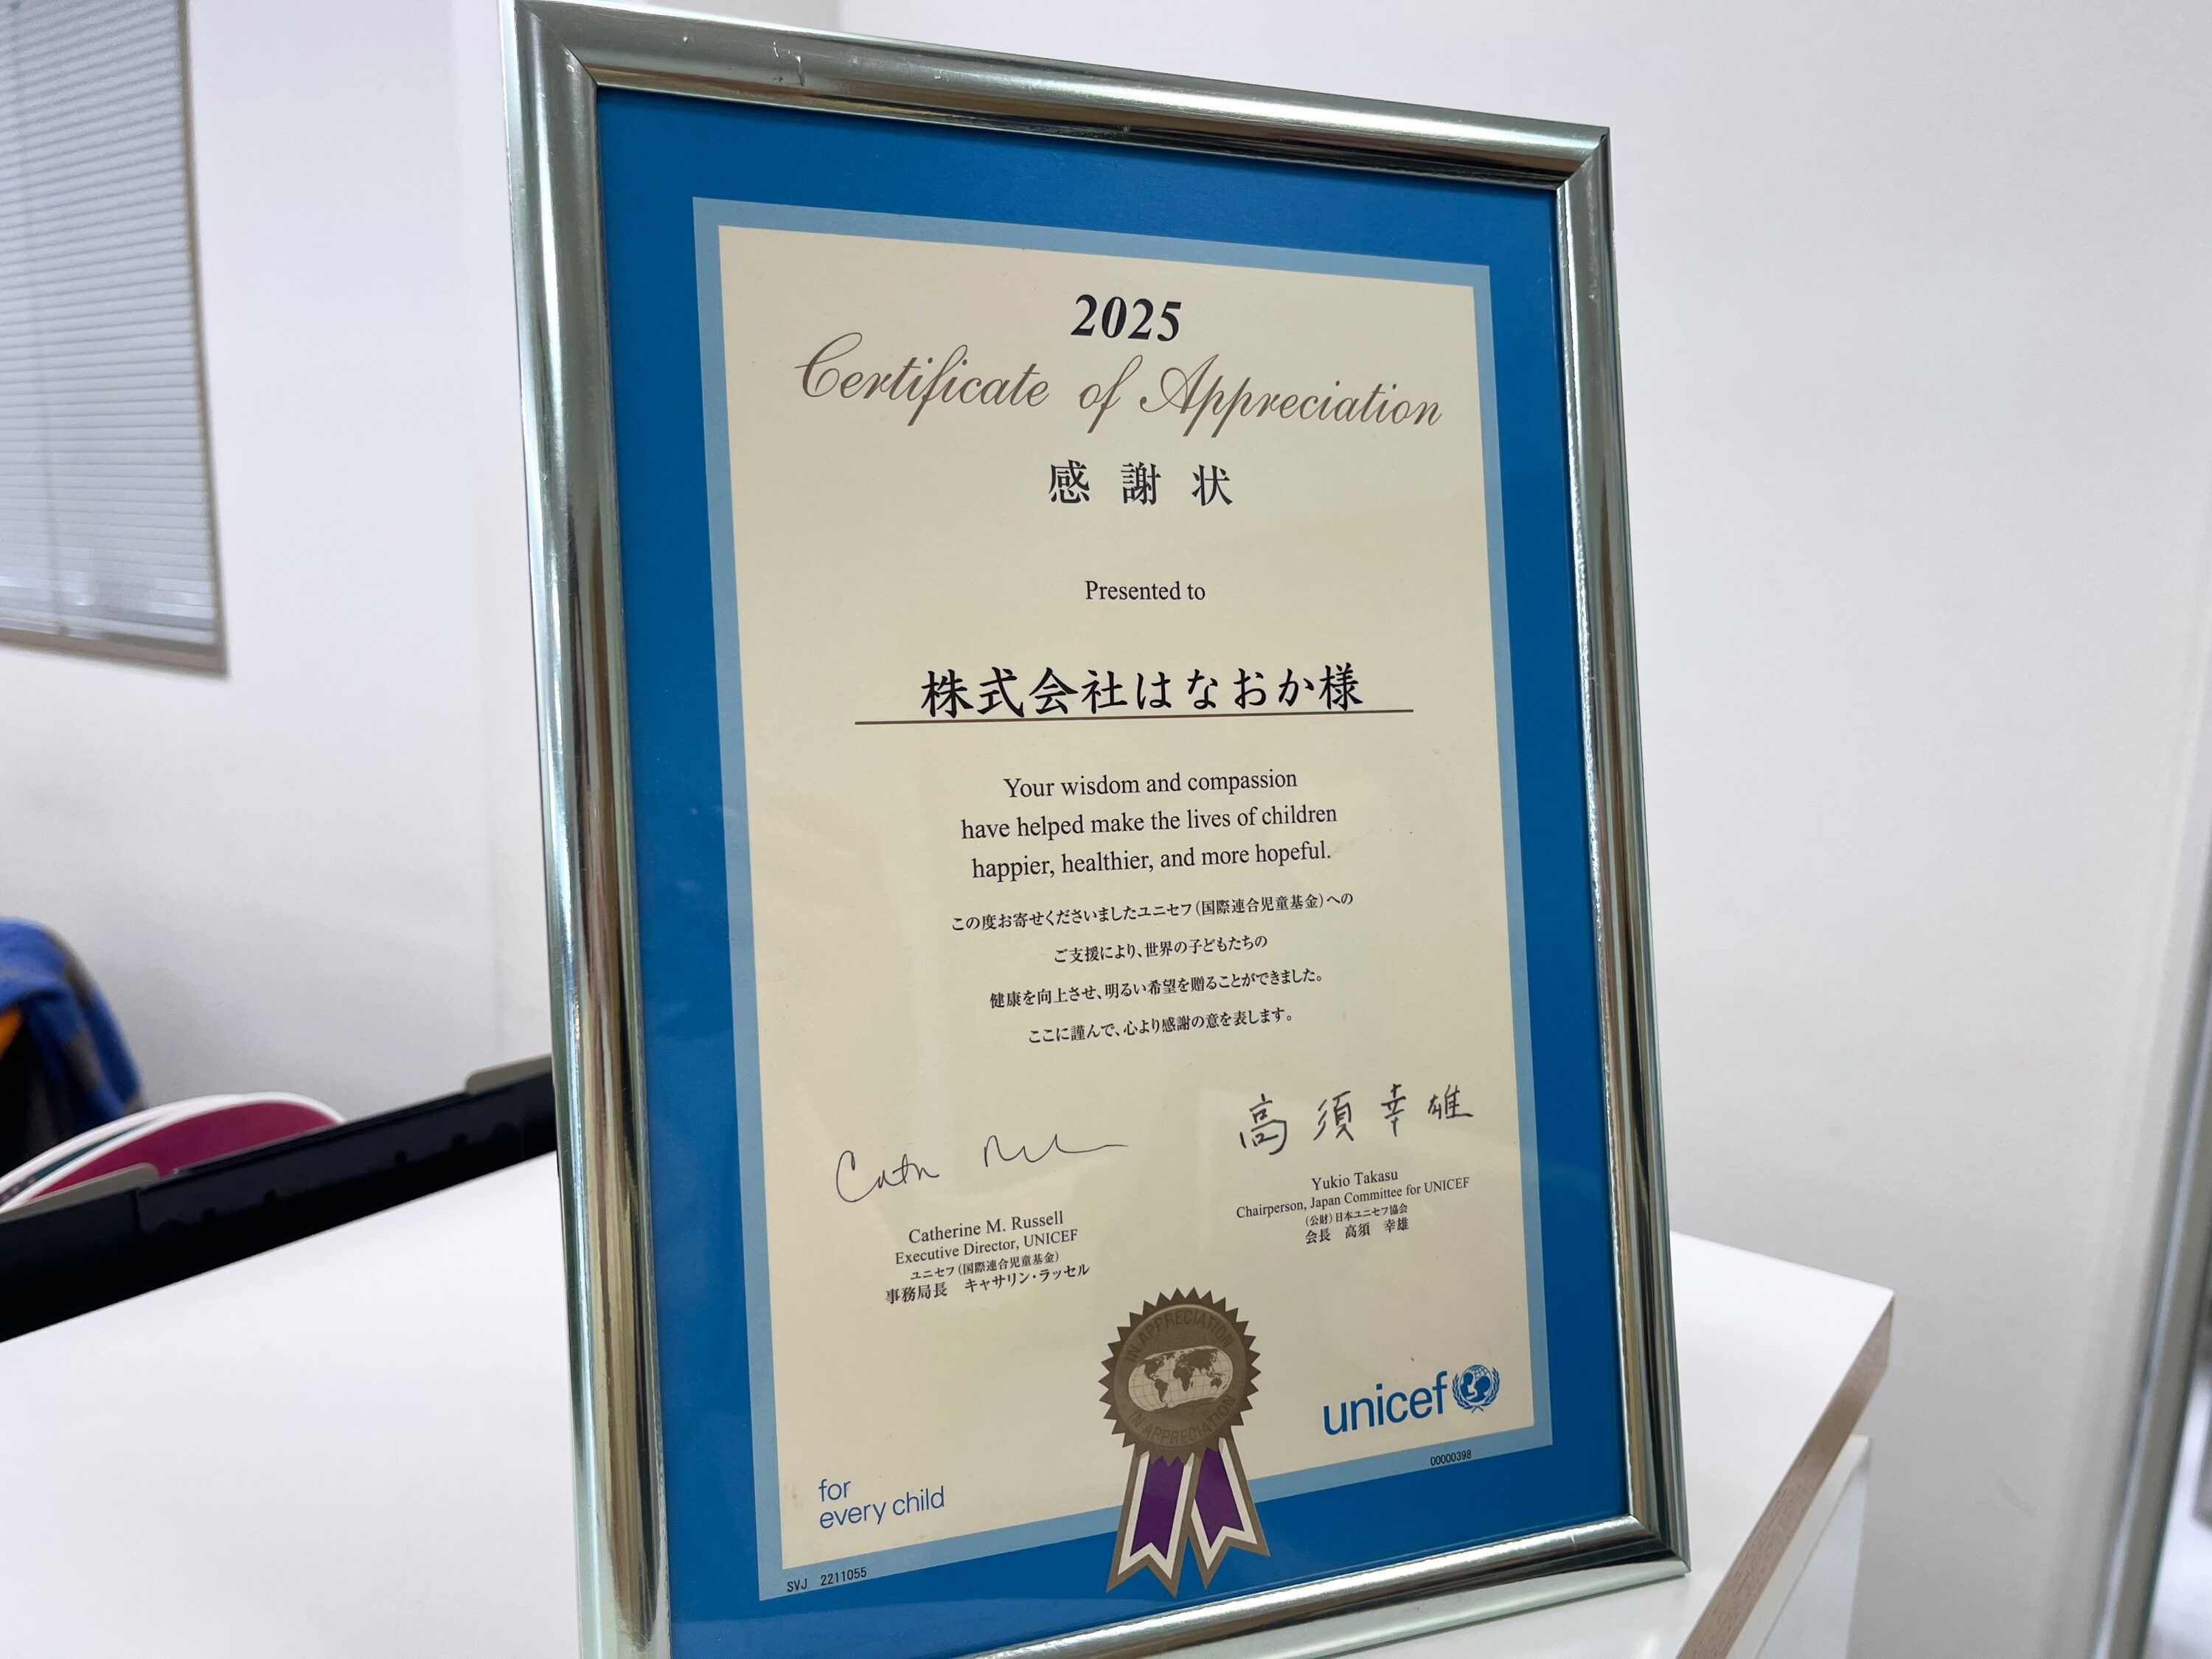 2025
Certificate of Appreciation
感謝状
Presented to
株式会社はなおか様
Your wisdom and compassion
have helped make the lives of children
happier, healthier, and more hopeful.
この度お寄せくださいましたユニセフ（国際連合児童基金）への
ご支援により、世界の子どもたちの
健康を向上させ、明るい希望を贈ることができました。
ここに謹んで、心より感謝の意を表します。
高須幸雄
Catherine M. Russell
Executive Director, UNICEF
ユニセフ（国際連合児童基金）
事務局長 キャサリン・ラッセル
Yukio Takasu
Chairperson, Japan Committee for UNICEF
（公財）日本ユニセフ協会
会長 高須 幸雄
IN APPRECIATION
IN APPRECIATION
unicef
for
every child
00000398
SVJ 2211055